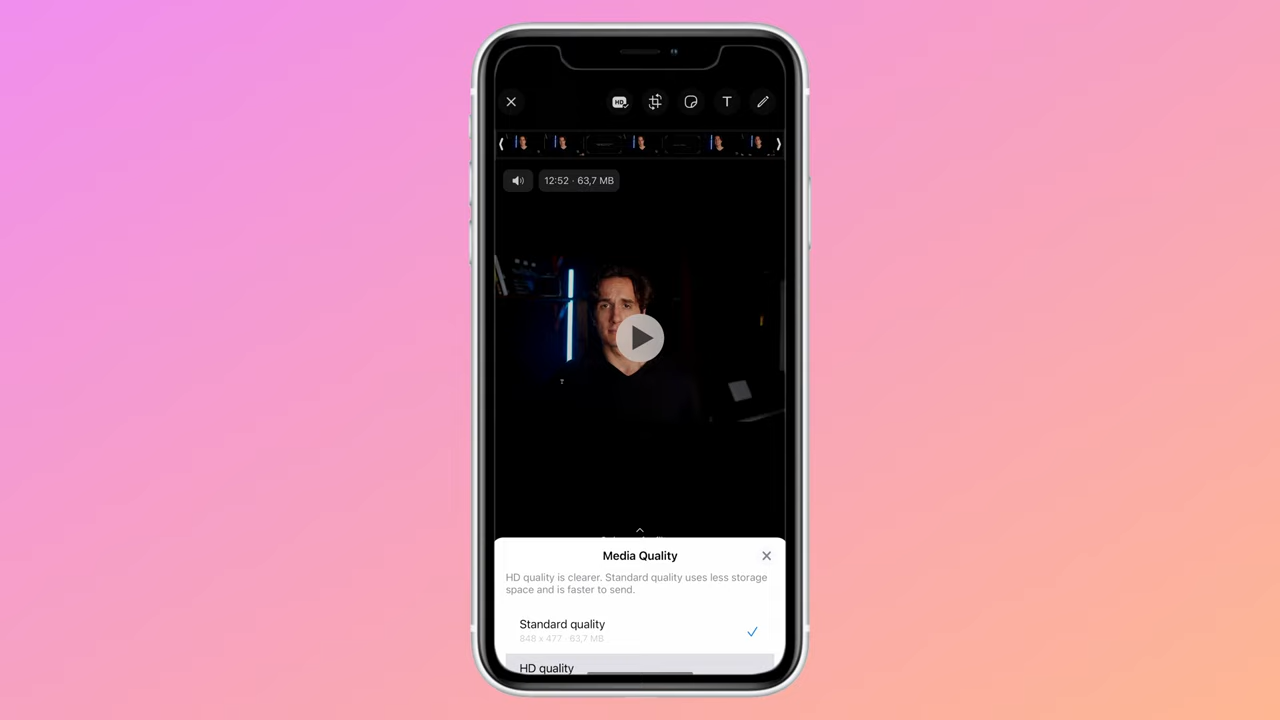 HD
T
12:52 · 63,7 MB
Media Quality
HD quality is clearer. Standard quality uses less storage
space and is faster to send.
Standard quality
848 x 477 · 63,7 MB
HD quality